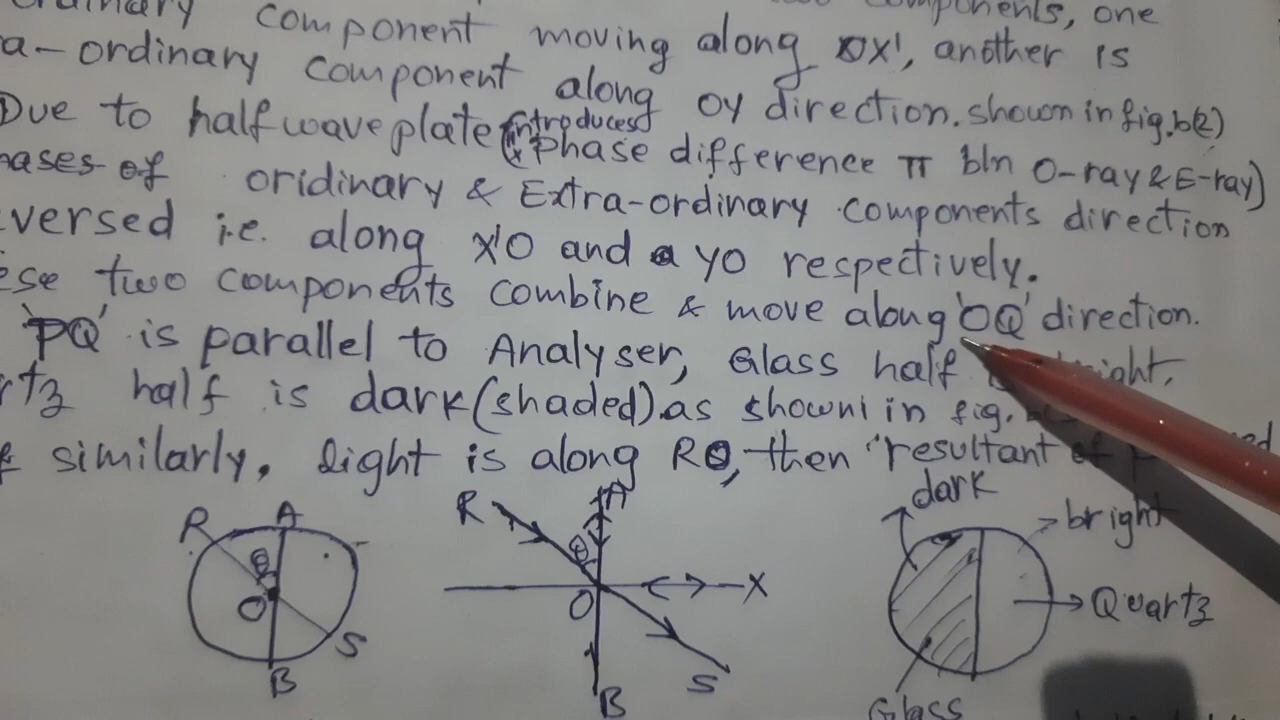 component moving along OX', another is
a-ordinary component along OY direction. shown in fig.b(2)
Due to half wave plate (introduces
phase difference π b/n O-ray & E-ray)
ases of oridinary & Extra-ordinary components direction
versed i.e. along X'O and YO respectively.
ese two components combine & move along 'OQ' direction.
'PQ' is parallel to Analyser, Glass half
rtz half is dark (shaded). as shown in fig.
similarly, light is along RO, then 'resultant of
R A
θ
O
S
B
R A
θ
O X
S
B
dark
bright
Quartz
Glass